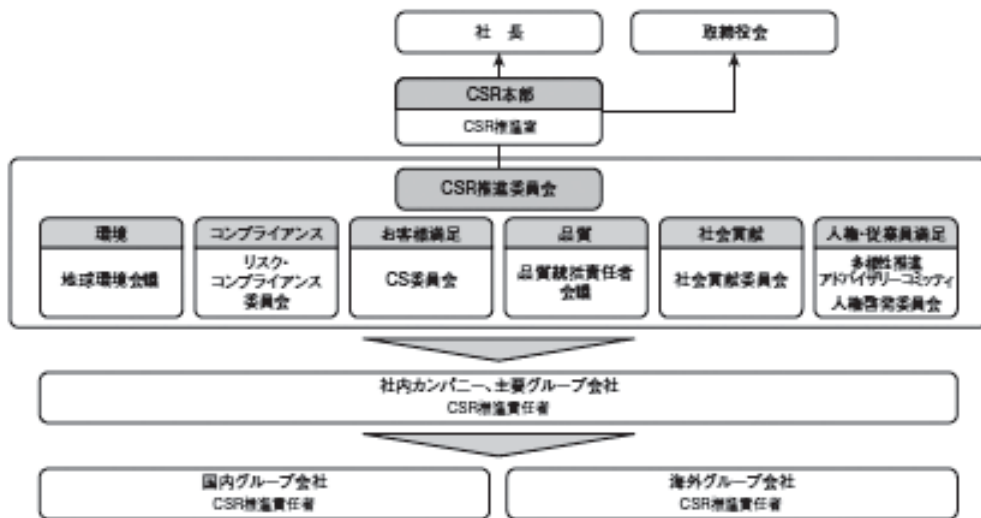 社 長
取締役会
CSR本部
CSR推進室
CSR推進委員会
環境
地球環境会議
コンプライアンス
リスク・
コンプライアンス
委員会
お客様満足
CS委員会
品質
品質統括責任者
会議
社会貢献
社会貢献委員会
人権・従業員満足
多様性推進
アドバイザリーコミッティ
人権啓発委員会
社内カンパニー、主要グループ会社
CSR推進責任者
国内グループ会社
CSR推進責任者
海外グループ会社
CSR推進責任者